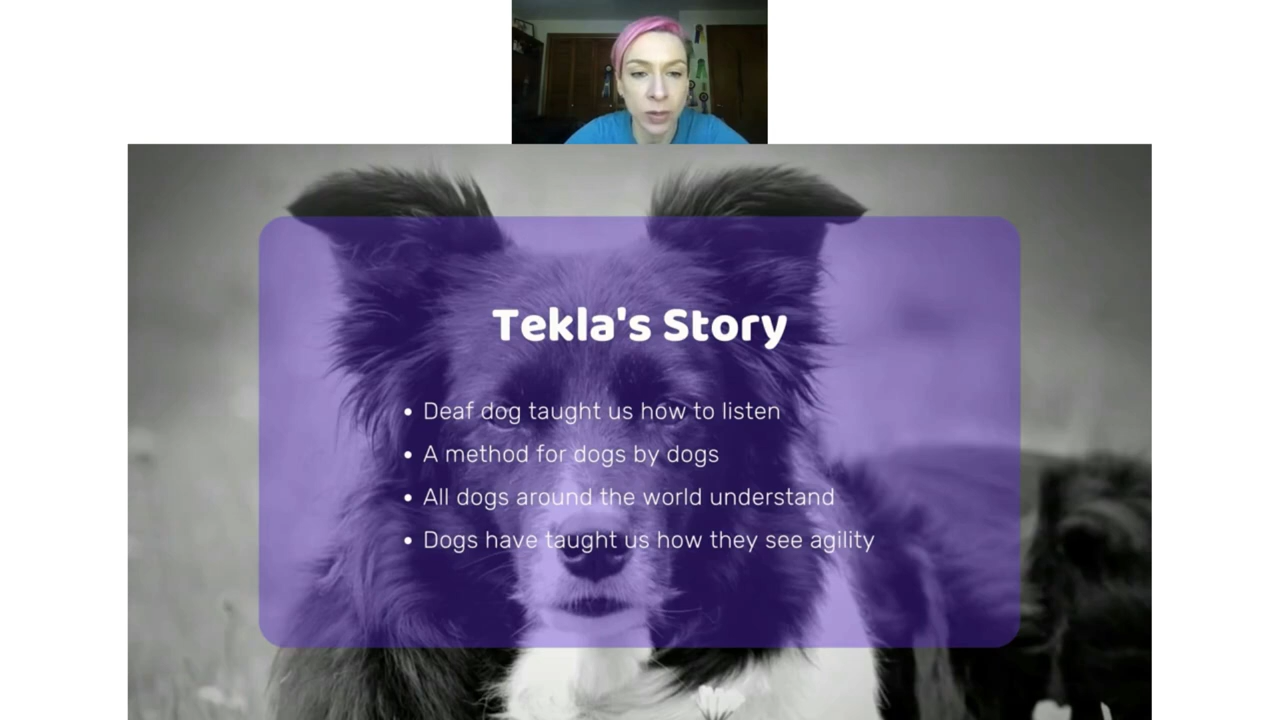 Tekla's Story
• Deaf dog taught us how to listen
• A method for dogs by dogs
• All dogs around the world understand
• Dogs have taught us how they see agility